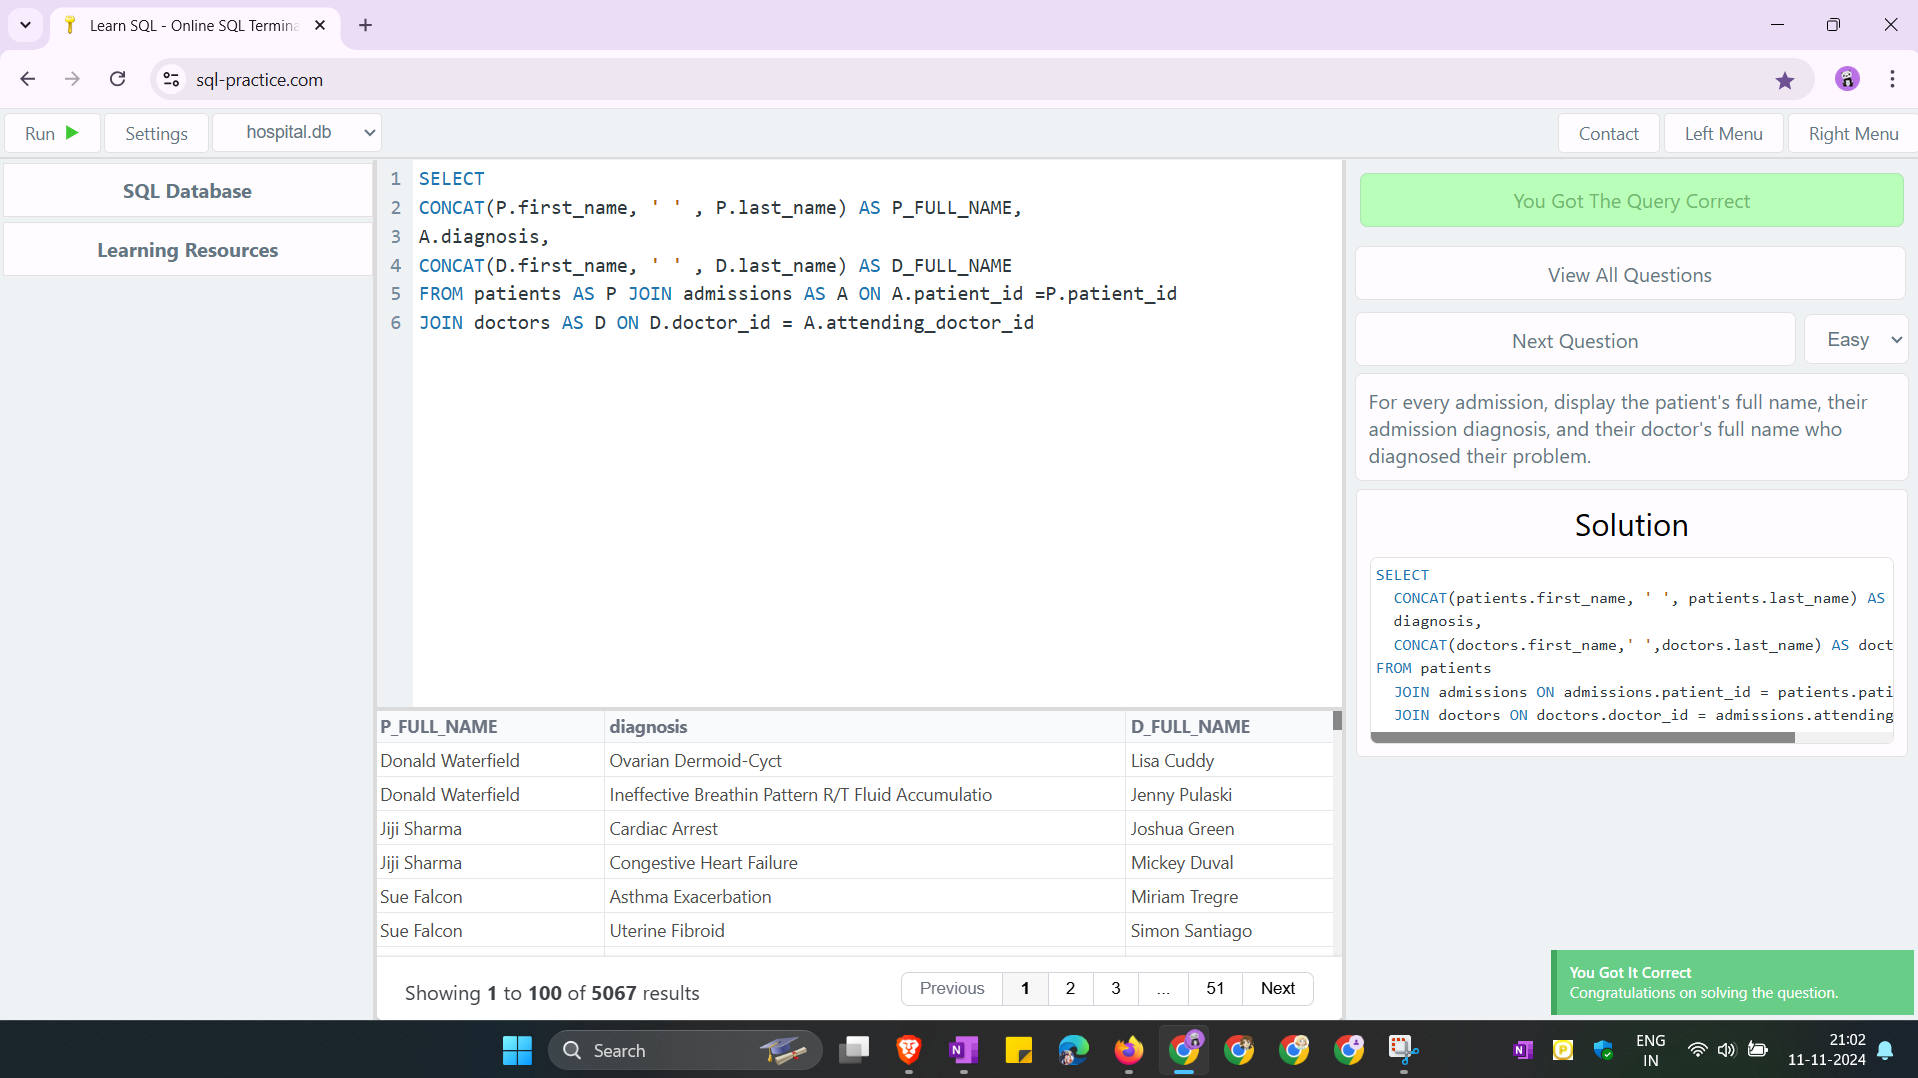 Learn SQL - Online SQL Termina
sql-practice.com
Run
Settings
hospital.db
Contact
Left Menu
Right Menu
SQL Database
Learning Resources
1 SELECT
2 CONCAT(P.first_name, ' ' , P.last_name) AS P_FULL_NAME,
3 A.diagnosis,
4 CONCAT(D.first_name, ' ' , D.last_name) AS D_FULL_NAME
5 FROM patients AS P JOIN admissions AS A ON A.patient_id =P.patient_id
6 JOIN doctors AS D ON D.doctor_id = A.attending_doctor_id
P_FULL_NAME diagnosis D_FULL_NAME
Donald Waterfield Ovarian Dermoid-Cyct Lisa Cuddy
Donald Waterfield Ineffective Breathin Pattern R/T Fluid Accumulatio Jenny Pulaski
Jiji Sharma Cardiac Arrest Joshua Green
Jiji Sharma Congestive Heart Failure Mickey Duval
Sue Falcon Asthma Exacerbation Miriam Tregre
Sue Falcon Uterine Fibroid Simon Santiago
Showing 1 to 100 of 5067 results
Previous 1 2 3 ... 51 Next
You Got The Query Correct
View All Questions
Next Question
Easy
For every admission, display the patient's full name, their
admission diagnosis, and their doctor's full name who
diagnosed their problem.
Solution
SELECT
CONCAT(patients.first_name, ' ', patients.last_name) AS
diagnosis,
CONCAT(doctors.first_name,' ',doctors.last_name) AS doct
FROM patients
JOIN admissions ON admissions.patient_id = patients.pati
JOIN doctors ON doctors.doctor_id = admissions.attending
You Got It Correct
Congratulations on solving the question.
Search
ENG
IN
21:02
11-11-2024